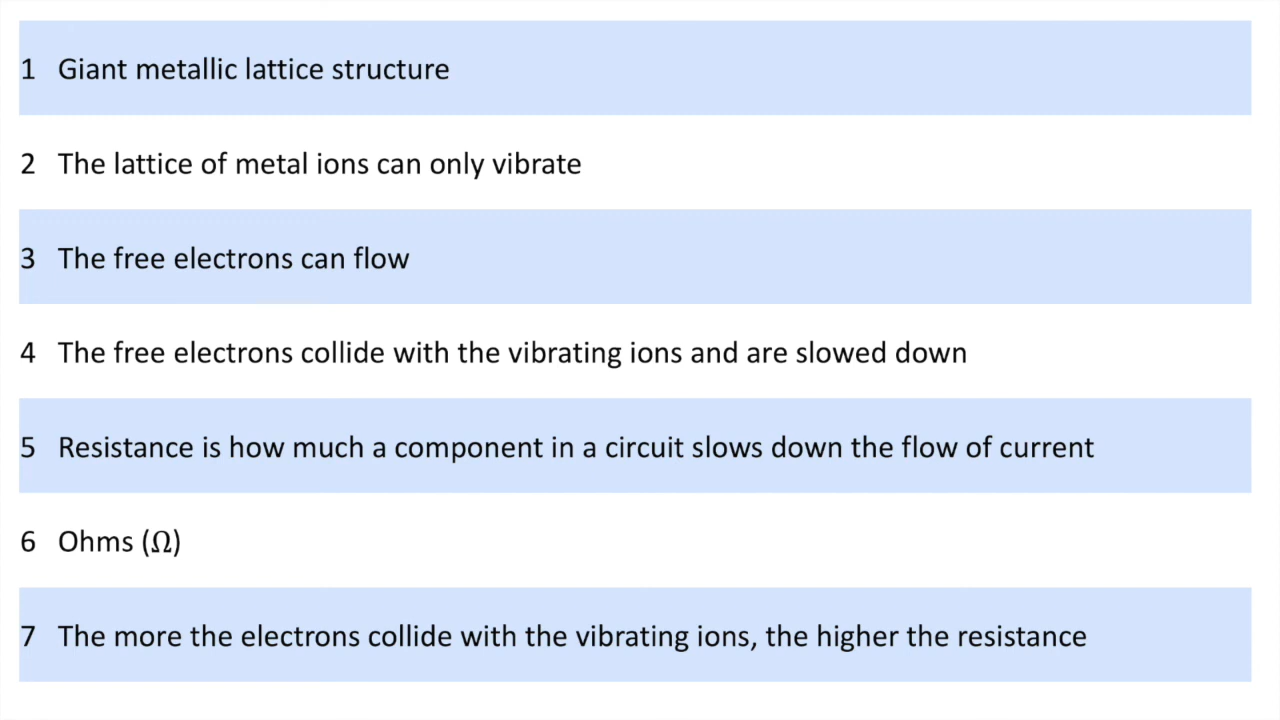 1 Giant metallic lattice structure
2 The lattice of metal ions can only vibrate
3 The free electrons can flow
4 The free electrons collide with the vibrating ions and are slowed down
5 Resistance is how much a component in a circuit slows down the flow of current
6 Ohms (Ω)
7 The more the electrons collide with the vibrating ions, the higher the resistance